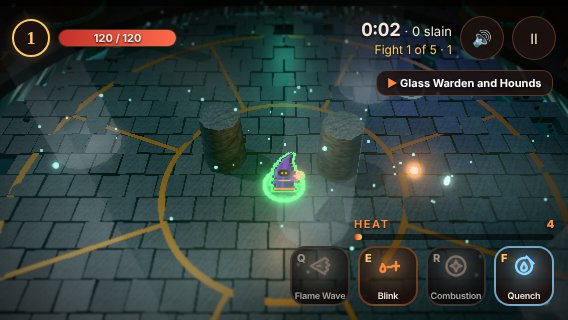 1
120 / 120
0:02 · 0 slain
Fight 1 of 5 · 1
Glass Warden and Hounds
HEAT 4
Q
Flame Wave
E
Blink
R
Combustion
F
Quench